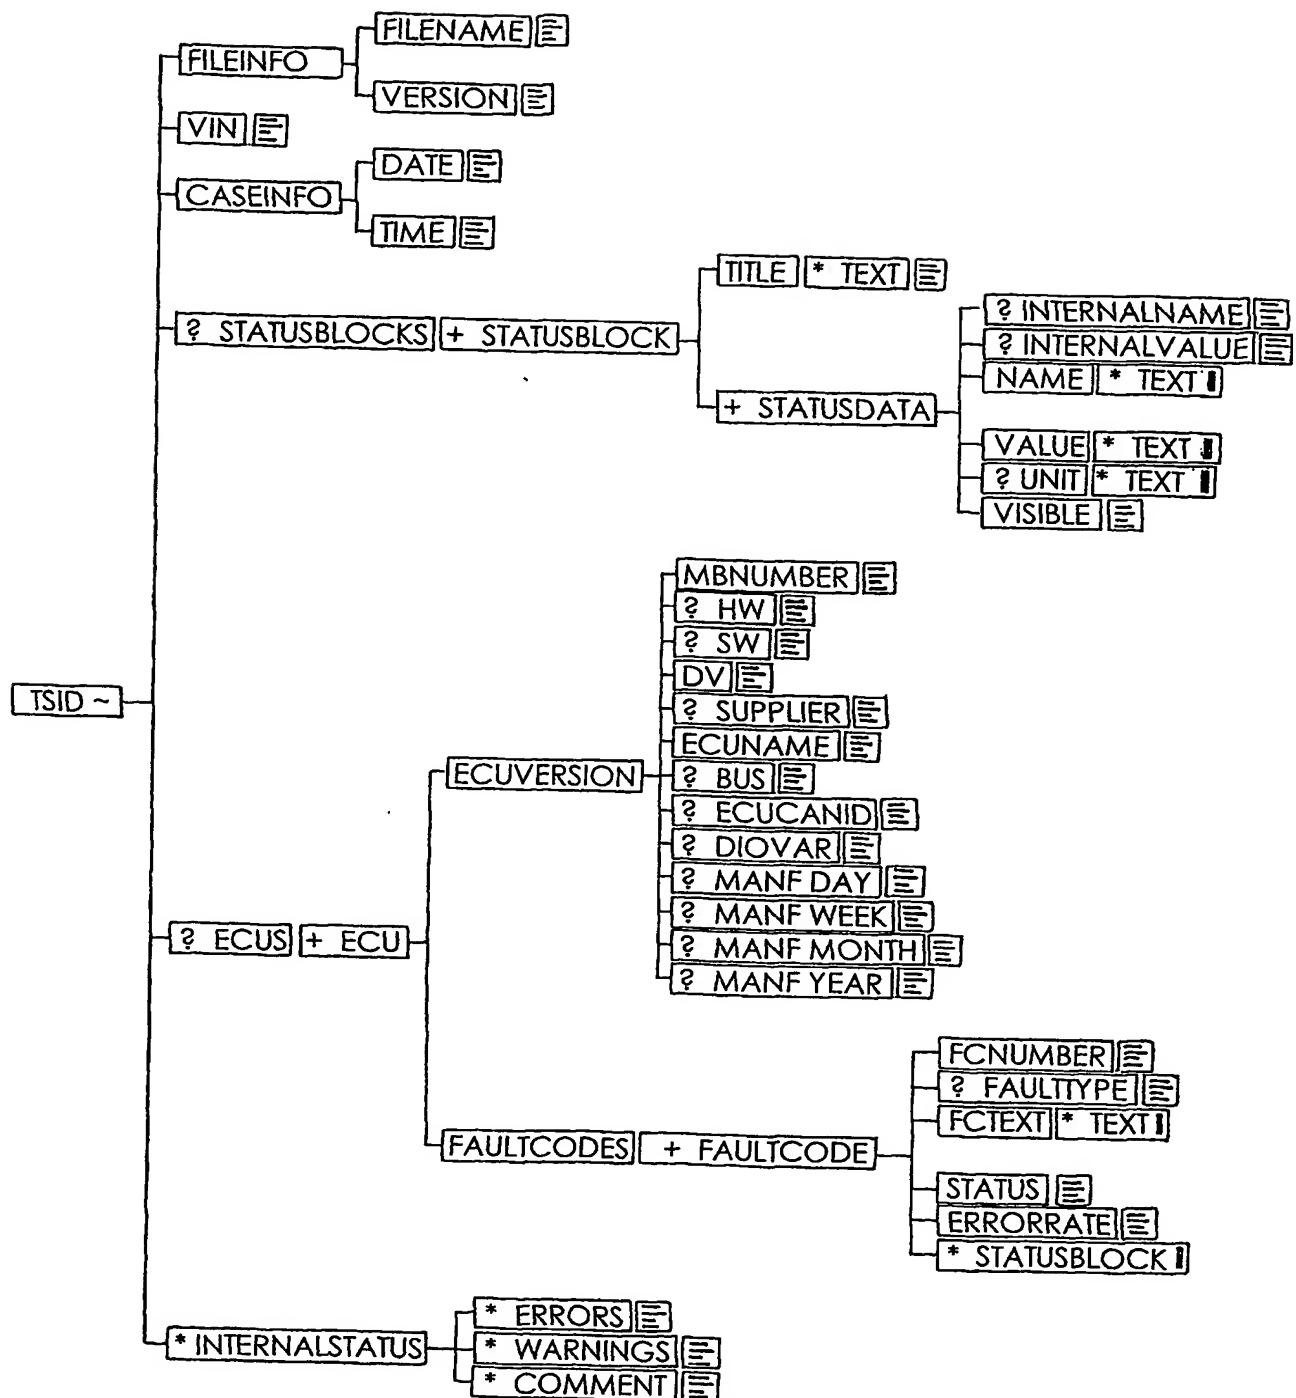 FILENAME
FILEINFO
VERSION
VIN
DATE
CASEINFO
TIME
TITLE * TEXT
? STATUSBLOCKS + STATUSBLOCK
? INTERNALNAME
? INTERNALVALUE
NAME * TEXT
+ STATUSDATA
VALUE * TEXT
? UNIT * TEXT
VISIBLE
MBNUMBER
? HW
? SW
DV
? SUPPLIER
ECUNAME
? BUS
? ECUCANID
? DIOVAR
? MANF DAY
? MANF WEEK
? MANF MONTH
? MANF YEAR
TSID ~
ECUVERSION
? ECUS + ECU
FCNUMBER
? FAULTTYPE
FCTEXT * TEXT
FAULTCODES + FAULTCODE
STATUS
ERRORRATE
* STATUSBLOCK
* ERRORS
* INTERNALSTATUS
* WARNINGS
* COMMENT